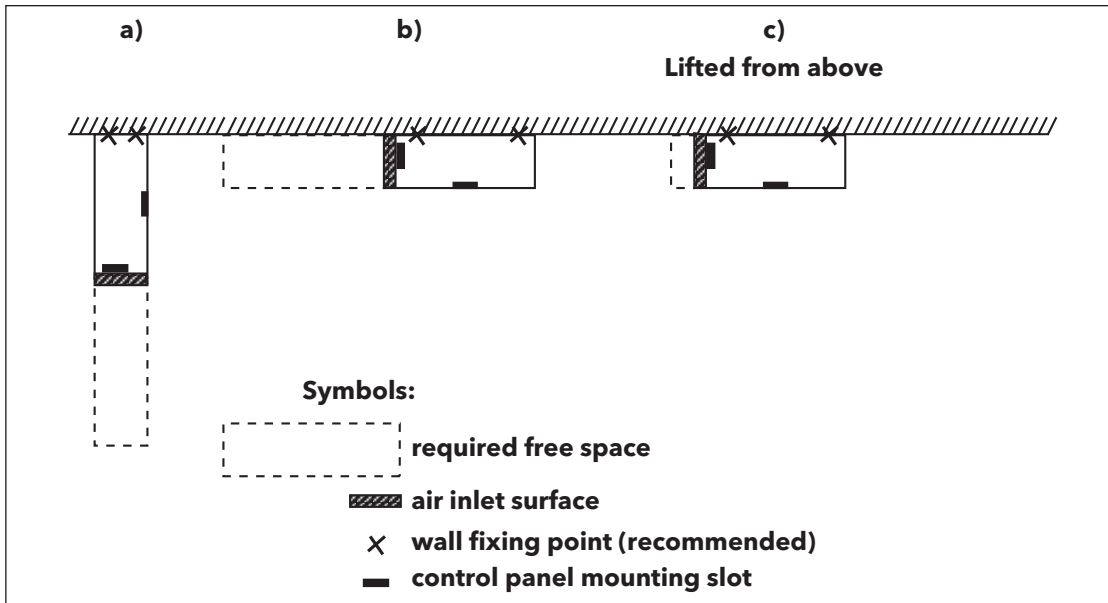 a)
b)
c)
Lifted from above
Symbols:
required free space
air inlet surface
wall fixing point (recommended)
control panel mounting slot